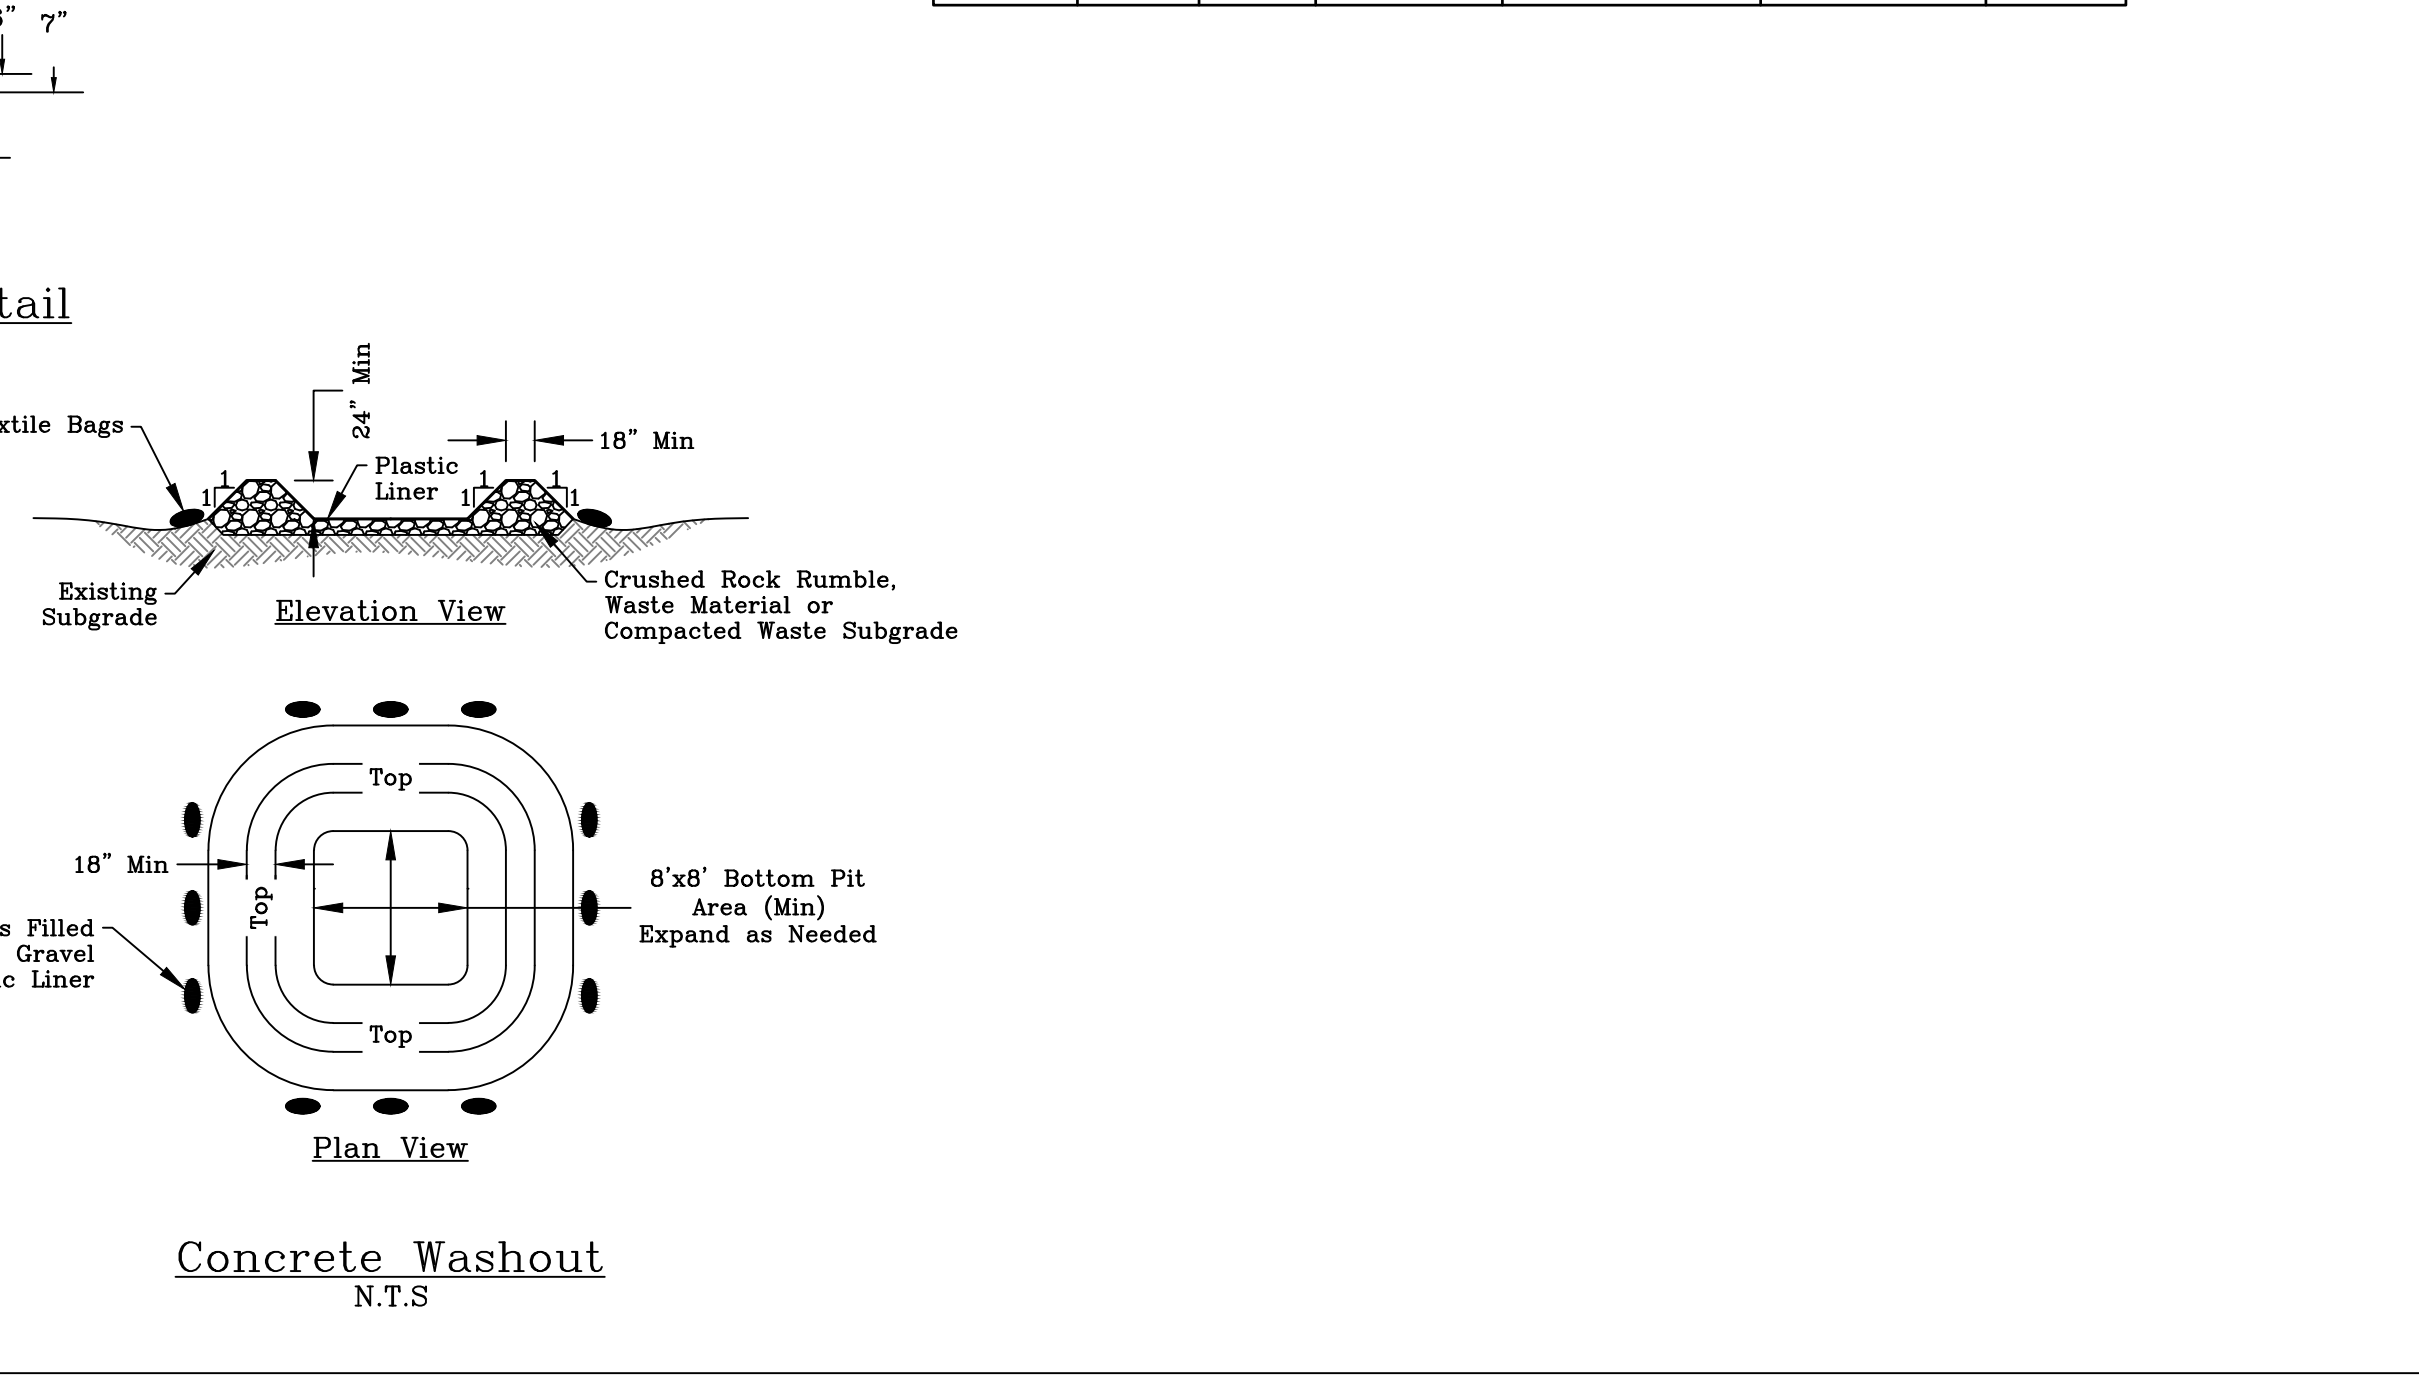 7"
24" Min
Bags
18" Min
Plastic
Liner
1
1
1
1
1
1
Existing
Subgrade
Elevation View
Crushed Rock Rumble,
Waste Material or
Compacted Waste Subgrade
Top
18" Min
Top
8'x8' Bottom Pit
Area (Min)
Expand as Needed
Filled
Gravel
Liner
Top
Plan View
Concrete Washout
N.T.S